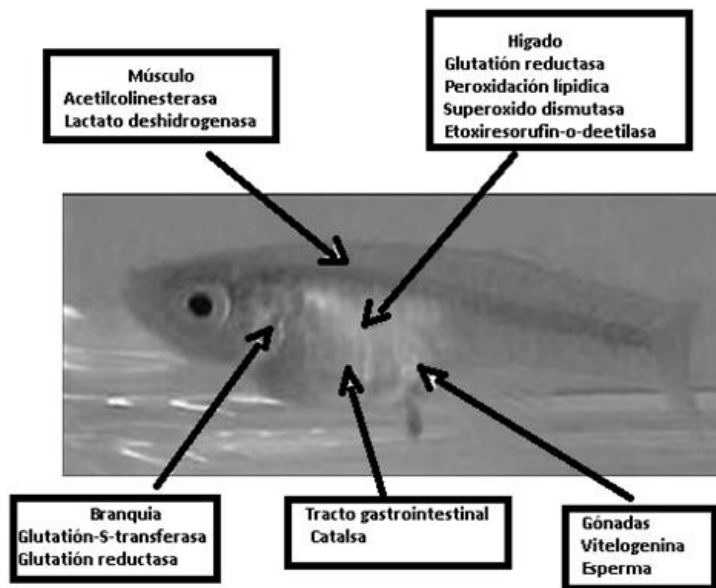 Músculo
Acetilcolinesterasa
Lactato deshidrogenasa
Higado
Glutatión reductasa
Peroxidación lípidica
Superoxido dismutasa
Etoxiresorufin-o-deetilasa
Branquia
Glutatión-S-transferasa
Glutatión reductasa
Tracto gastrointestinal
Catalsa
Gónadas
Vitelogenina
Esperma